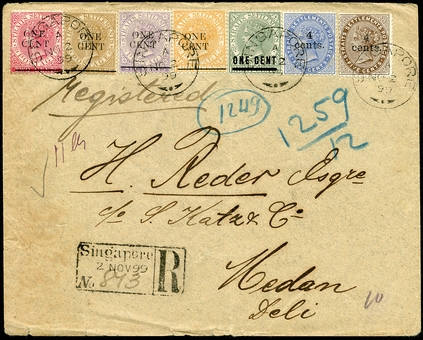 ONE CENT ONE CENT ONE CENT ONE CENT ONE CENT 4 cents. 4 cents.
SINGAPORE
Registered
1249
1259/12
H. Reder Esqre
c/o S. Katz & Co
Singapore
2 NOV 99
R
No. 843
Medan
Deli